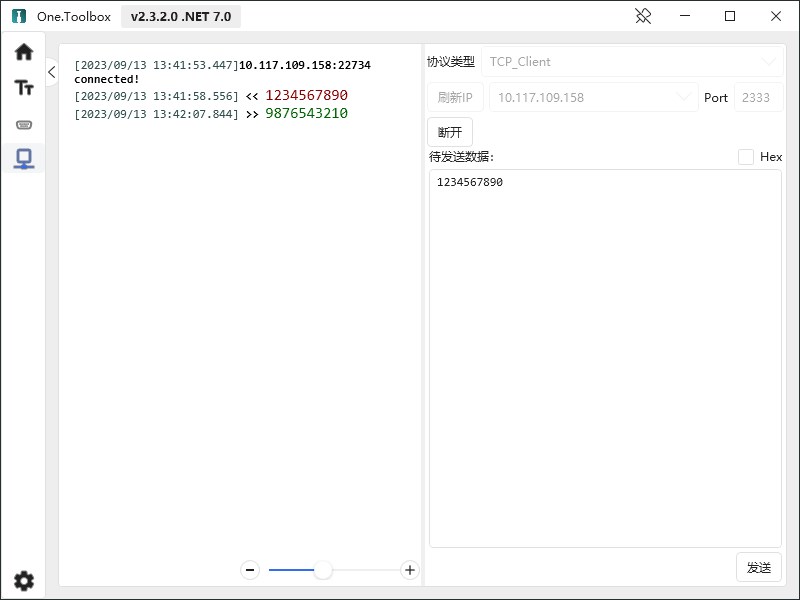 One.Toolbox v2.3.2.0 .NET 7.0
[2023/09/13 13:41:53.447]10.117.109.158:22734
connected!
[2023/09/13 13:41:58.556] << 1234567890
[2023/09/13 13:42:07.844] >> 9876543210
协议类型 TCP_Client
刷新IP 10.117.109.158 Port 2333
断开
待发送数据: Hex
1234567890
发送